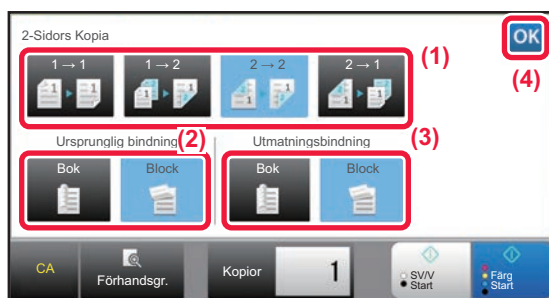 2-Sidors Kopia
OK
(1)
(4)
1 → 1
1 → 2
2 → 2
2 → 1
Ursprunglig bindning
(2)
Utmatningsbindning
(3)
Bok
Block
Bok
Block
CA
Förhandsgr.
Kopior
1
SV/V
Start
Färg
Start